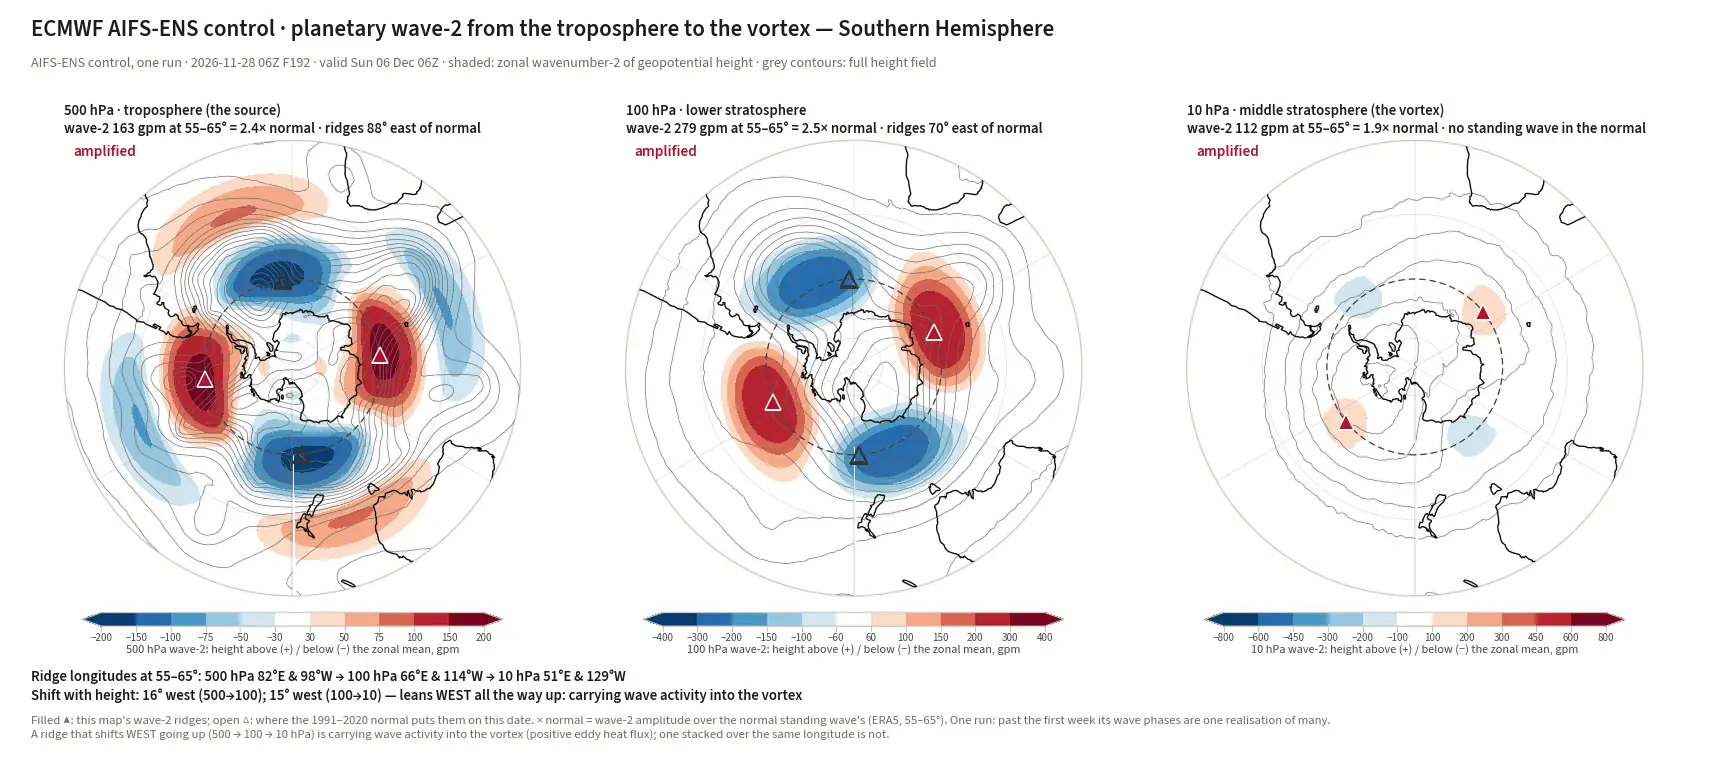 ECMWF AIFS-ENS control · planetary wave-2 from the troposphere to the vortex — Southern Hemisphere
AIFS-ENS control, one run · 2026-11-28 06Z F192 · valid Sun 06 Dec 06Z · shaded: zonal wavenumber-2 of geopotential height · grey contours: full height field
500 hPa · troposphere (the source)
wave-2 163 gpm at 55–65° = 2.4× normal · ridges 88° east of normal
amplified
100 hPa · lower stratosphere
wave-2 279 gpm at 55–65° = 2.5× normal · ridges 70° east of normal
amplified
10 hPa · middle stratosphere (the vortex)
wave-2 112 gpm at 55–65° = 1.9× normal · no standing wave in the normal
amplified
−200 −150 −100 −75 −50 −30 30 50 75 100 150 200
500 hPa wave-2: height above (+) / below (−) the zonal mean, gpm
−400 −300 −200 −150 −100 −60 60 100 150 200 300 400
100 hPa wave-2: height above (+) / below (−) the zonal mean, gpm
−800 −600 −450 −300 −200 −100 100 200 300 450 600 800
10 hPa wave-2: height above (+) / below (−) the zonal mean, gpm
Ridge longitudes at 55–65°: 500 hPa 82°E & 98°W → 100 hPa 66°E & 114°W → 10 hPa 51°E & 129°W
Shift with height: 16° west (500→100); 15° west (100→10) — leans WEST all the way up: carrying wave activity into the vortex
Filled ▲: this map's wave-2 ridges; open △: where the 1991–2020 normal puts them on this date. × normal = wave-2 amplitude over the normal standing wave's (ERA5, 55–65°). One run: past the first week its wave phases are one realisation of many.
A ridge that shifts WEST going up (500 → 100 → 10 hPa) is carrying wave activity into the vortex (positive eddy heat flux); one stacked over the same longitude is not.